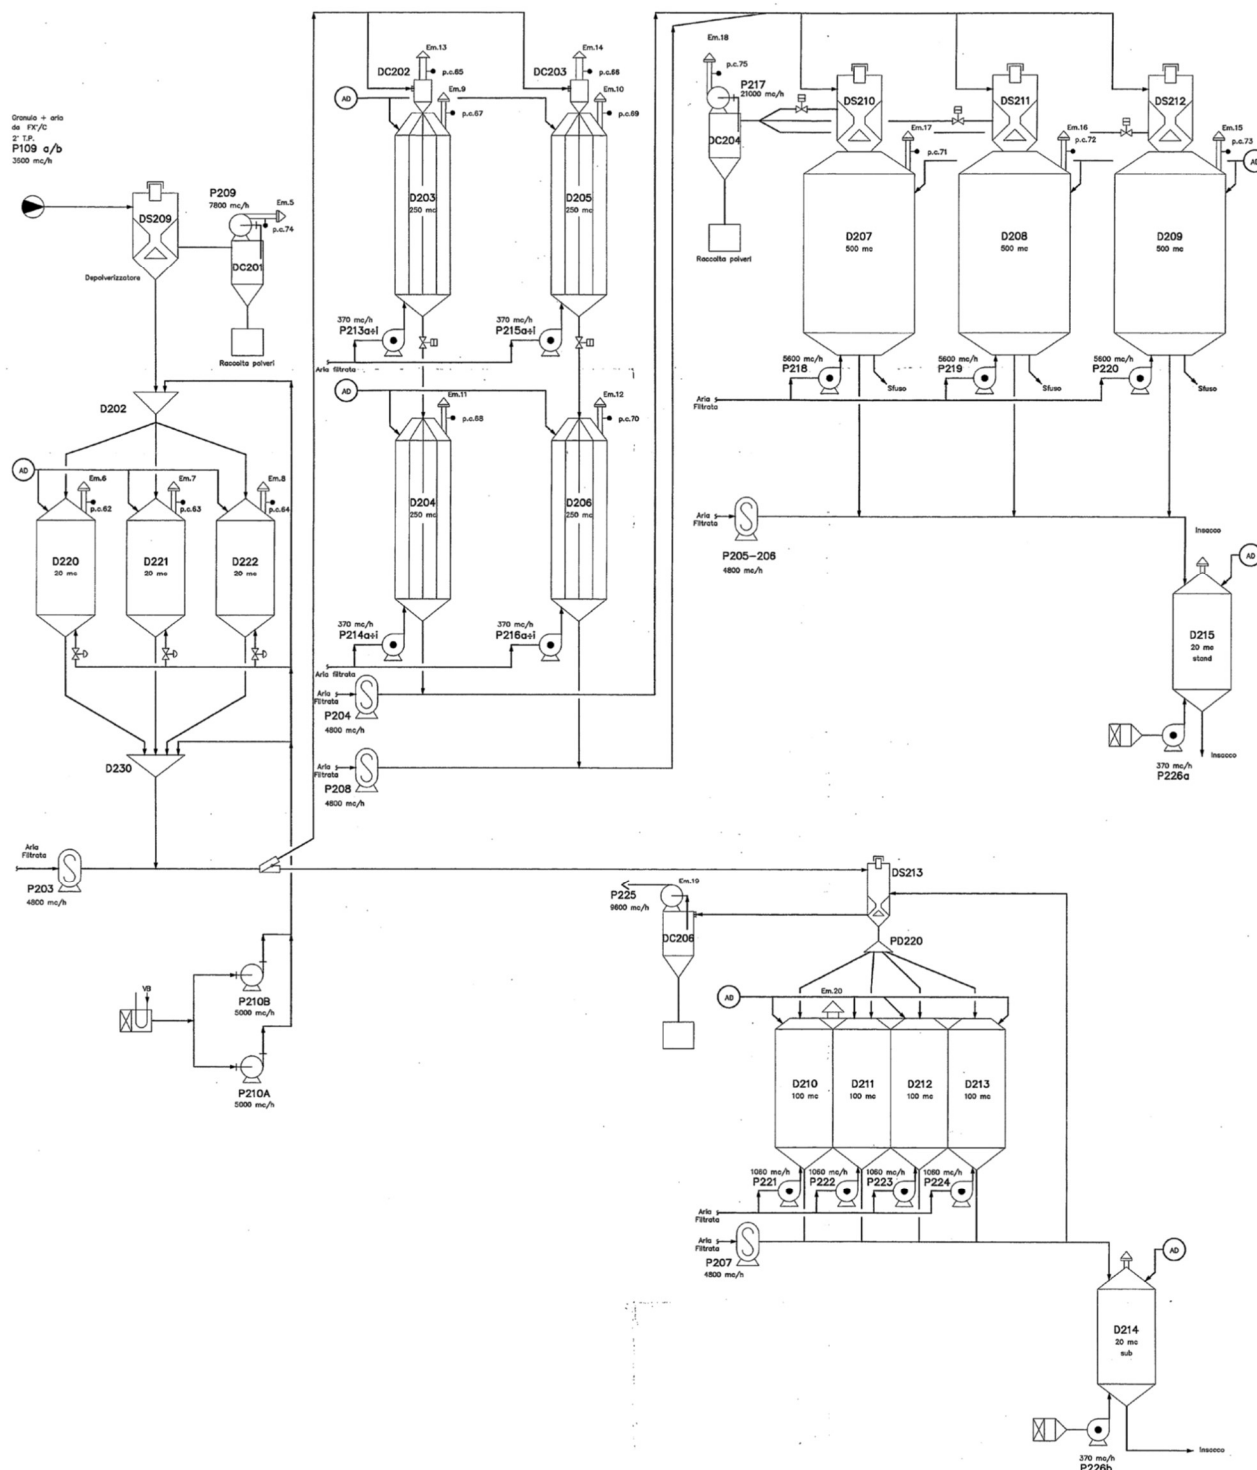 Granulo + aria
da FX'/C
2' T.P.
P109 a/b
3600 mc/h
DS209
Depolverizzatore
P209
7800 mc/h
Em.5
p.c.74
DC201
Raccolta polveri
D202
AD
Em.6
p.c.62
Em.7
p.c.63
Em.8
p.c.64
D220
20 mc
D221
20 mc
D222
20 mc
D230
Aria
Filtrata
P203
4800 mc/h
VB
P210B
5000 mc/h
P210A
5000 mc/h
Em.13
DC202
p.c.65
Em.14
DC203
p.c.66
AD
Em.9
p.c.67
Em.10
p.c.69
D203
250 mc
D205
250 mc
370 mc/h
P213a÷i
370 mc/h
P215a÷i
Aria filtrata
AD
Em.11
p.c.68
Em.12
p.c.70
D204
250 mc
D206
250 mc
370 mc/h
P214a÷i
370 mc/h
P216a÷i
Aria filtrata
Aria
Filtrata
P204
4800 mc/h
Aria
Filtrata
P208
4800 mc/h
Em.18
p.c.75
P217
21000 mc/h
DC204
Raccolta polveri
DS210
DS211
DS212
Em.17
p.c.71
Em.16
p.c.72
Em.15
p.c.73
AD
D207
500 mc
D208
500 mc
D209
500 mc
5600 mc/h
P218
Sfuso
5600 mc/h
P219
Sfuso
5600 mc/h
P220
Sfuso
Aria
Filtrata
Aria
Filtrata
P205-206
4800 mc/h
Insacco
AD
D215
20 mc
stand
370 mc/h
P226a
Insacco
DS213
P225
9600 mc/h
Em.19
DC206
PD220
AD
Em.20
D210
100 mc
D211
100 mc
D212
100 mc
D213
100 mc
1060 mc/h
P221
1060 mc/h
P222
1060 mc/h
P223
1060 mc/h
P224
Aria
Filtrata
Aria
Filtrata
P207
4800 mc/h
AD
D214
20 mc
sub
370 mc/h
P226b
Insacco